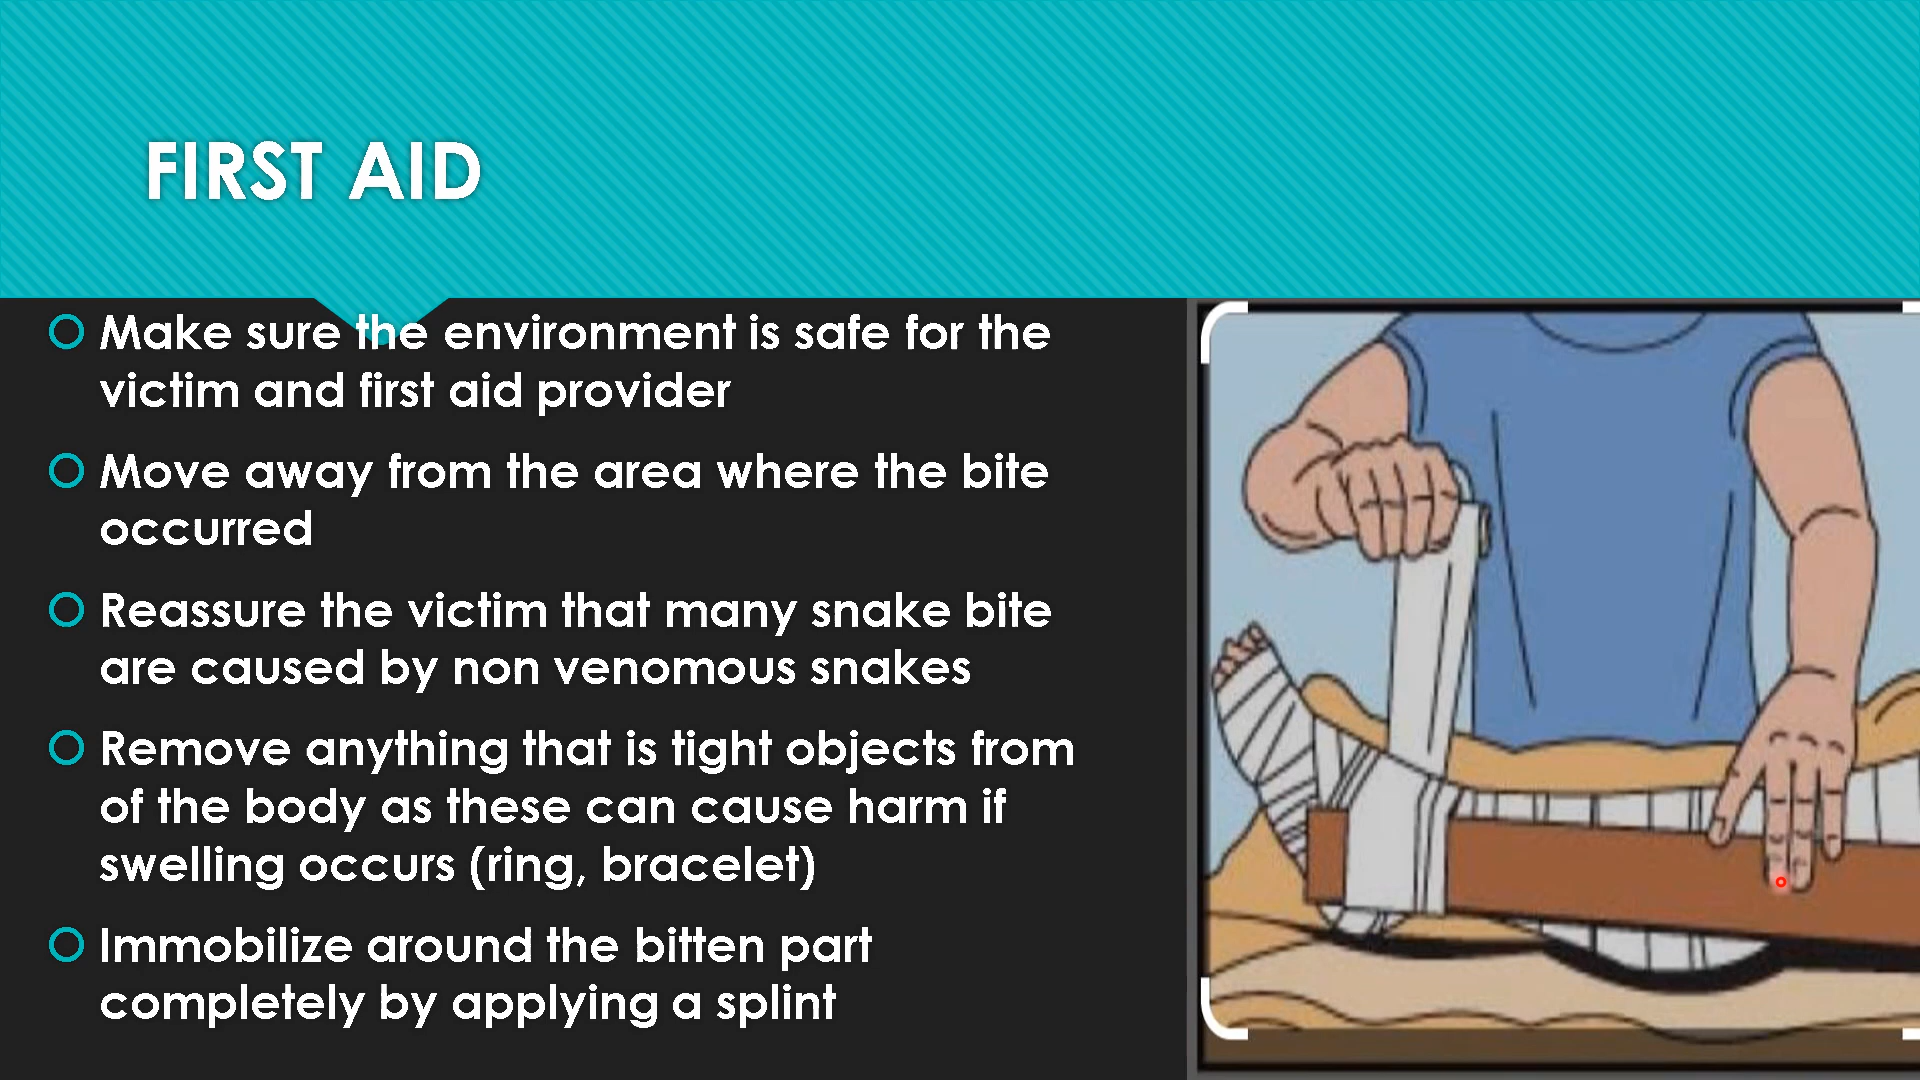 FIRST AID
Make sure the environment is safe for the
victim and first aid provider
Move away from the area where the bite
occurred
Reassure the victim that many snake bite
are caused by non venomous snakes
Remove anything that is tight objects from
of the body as these can cause harm if
swelling occurs (ring, bracelet)
Immobilize around the bitten part
completely by applying a splint